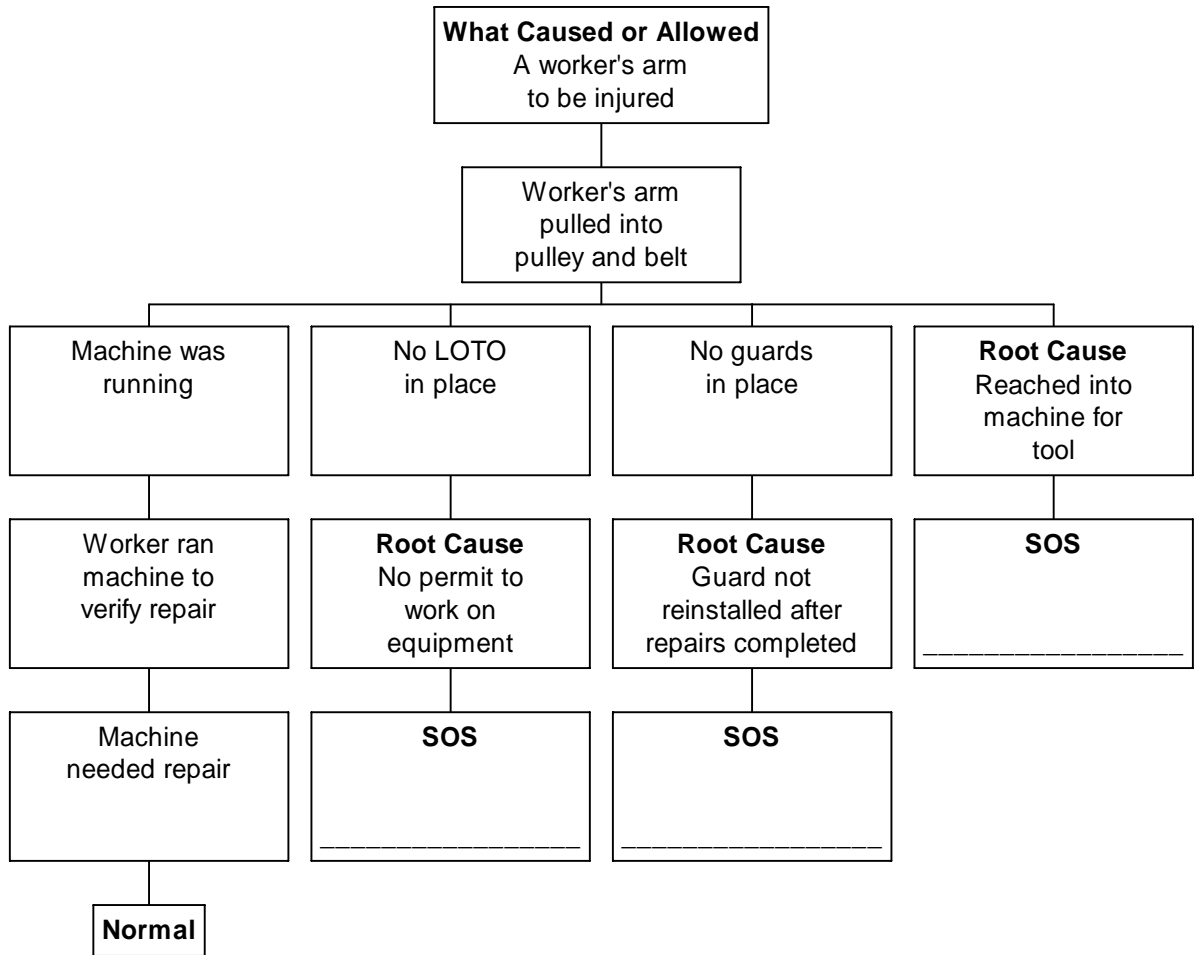 What Caused or Allowed
A worker's arm
to be injured
Worker's arm
pulled into
pulley and belt
Machine was
running
No LOTO
in place
No guards
in place
Root Cause
Reached into
machine for
tool
Worker ran
machine to
verify repair
Root Cause
No permit to
work on
equipment
Root Cause
Guard not
reinstalled after
repairs completed
SOS
_________________
Machine
needed repair
SOS
_________________
SOS
_________________
Normal